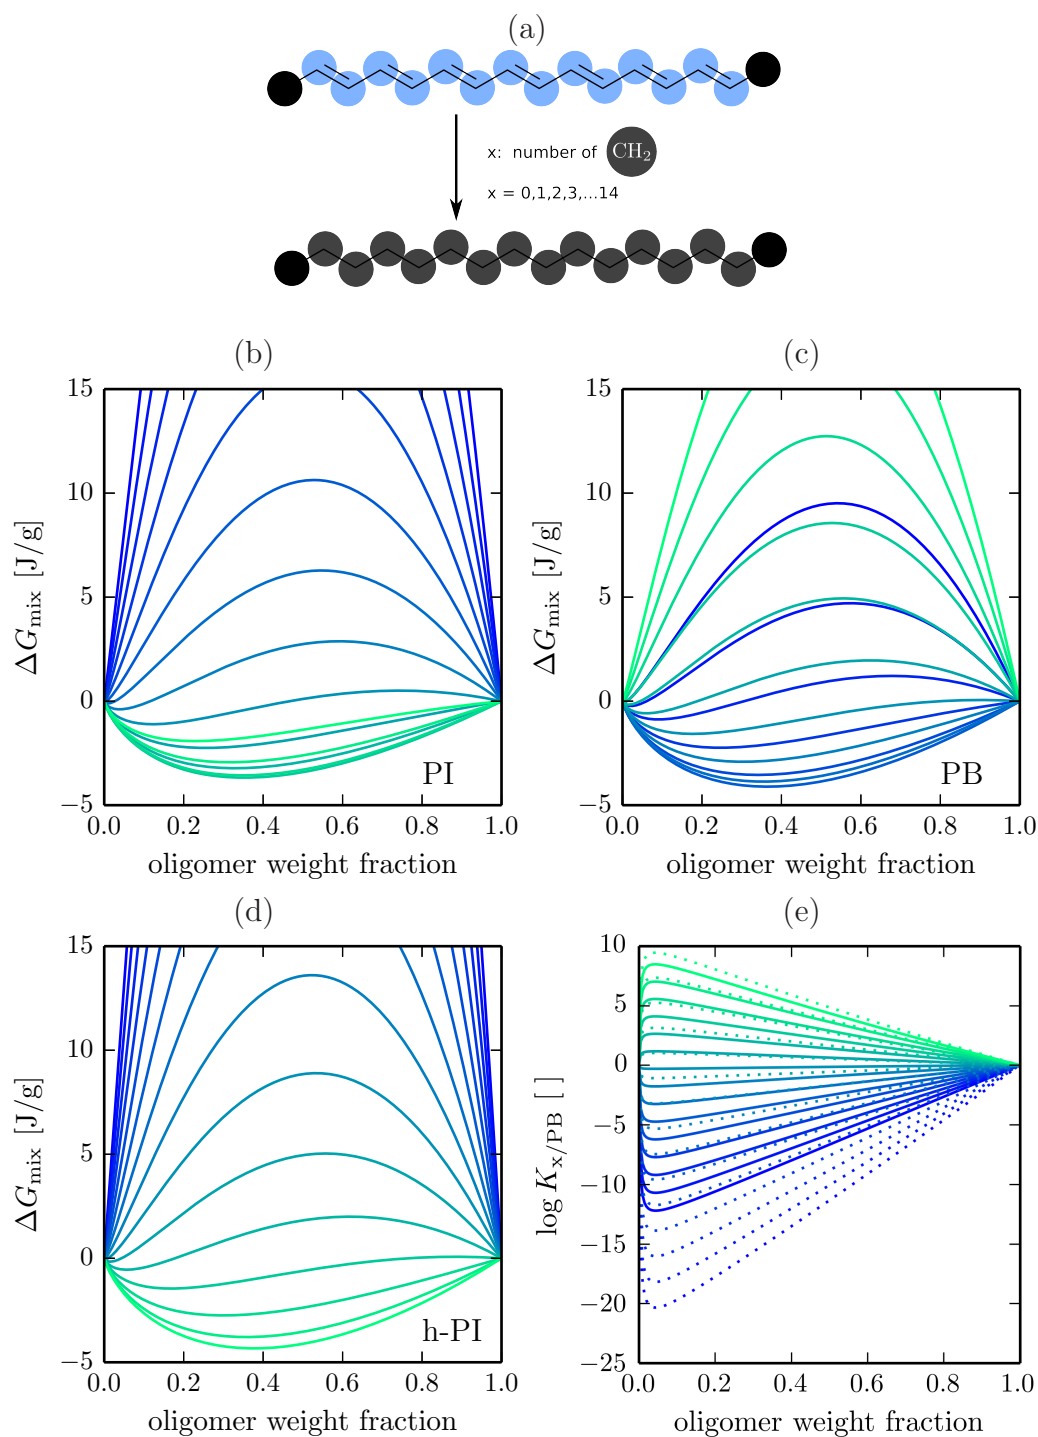 (a)
x: number of CH₂
x = 0,1,2,3,...14
(b)
15
10
5
0
−5
ΔG_mix [J/g]
PI
0.0 0.2 0.4 0.6 0.8 1.0
oligomer weight fraction
(c)
15
10
5
0
−5
ΔG_mix [J/g]
PB
0.0 0.2 0.4 0.6 0.8 1.0
oligomer weight fraction
(d)
15
10
5
0
−5
ΔG_mix [J/g]
h-PI
0.0 0.2 0.4 0.6 0.8 1.0
oligomer weight fraction
(e)
10
5
0
−5
−10
−15
−20
−25
log K_x/PB [ ]
0.0 0.2 0.4 0.6 0.8 1.0
oligomer weight fraction